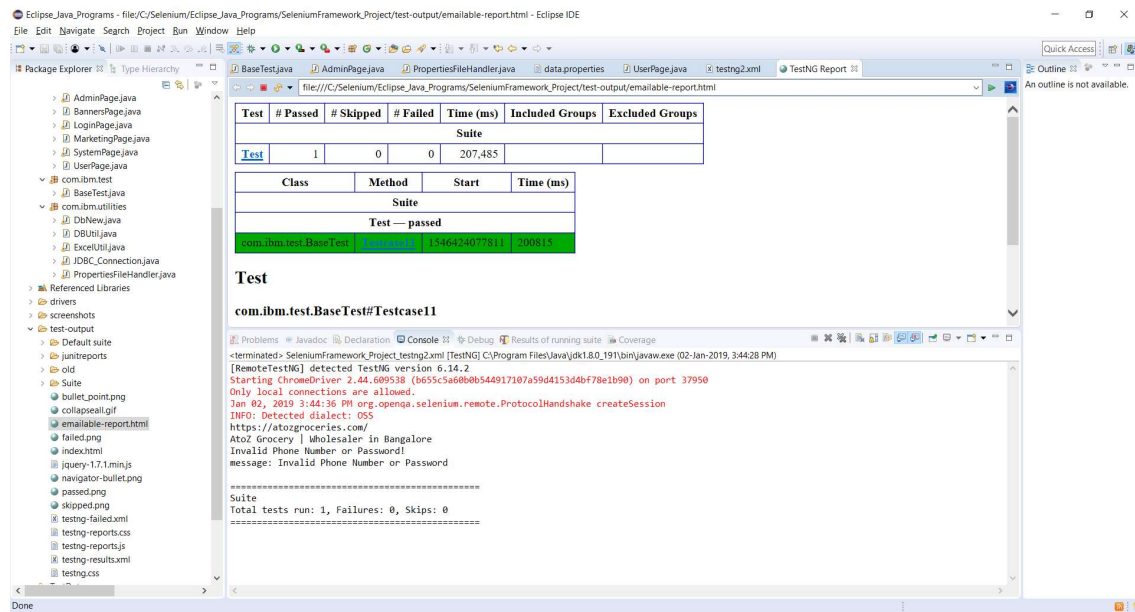 Eclipse_Java_Programs - file:/C:/Selenium/Eclipse_Java_Programs/SeleniumFramework_Project/test-output/emailable-report.html - Eclipse IDE
File Edit Navigate Search Project Run Window Help
Quick Access
Package Explorer Type Hierarchy
AdminPage.java
BannersPage.java
LoginPage.java
MarketingPage.java
SystemPage.java
UserPage.java
com.ibm.test
BaseTest.java
com.ibm.utilities
DbNew.java
DBUtil.java
ExcelUtil.java
JDBC_Connection.java
PropertiesFileHandler.java
Referenced Libraries
drivers
screenshots
test-output
Default suite
junitreports
old
Suite
bullet_point.png
collapseall.gif
emailable-report.html
failed.png
index.html
jquery-1.7.1.min.js
navigator-bullet.png
passed.png
skipped.png
testng-failed.xml
testng-reports.css
testng-reports.js
testng-results.xml
testng.css
BaseTest.java AdminPage.java PropertiesFileHandler.java data.properties UserPage.java testng2.xml TestNG Report
file:///C:/Selenium/Eclipse_Java_Programs/SeleniumFramework_Project/test-output/emailable-report.html
Test # Passed # Skipped # Failed Time (ms) Included Groups Excluded Groups
Suite
Test 1 0 0 207,485
Class Method Start Time (ms)
Suite
Test — passed
com.ibm.test.BaseTest Testcase11 1546424077811 200815
Test
com.ibm.test.BaseTest#Testcase11
Problems Javadoc Declaration Console Debug Results of running suite Coverage
<terminated> SeleniumFramework_Project_testng2.xml [TestNG] C:\Program Files\Java\jdk1.8.0_191\bin\javaw.exe (02-Jan-2019, 3:44:28 PM)
[RemoteTestNG] detected TestNG version 6.14.2
Starting ChromeDriver 2.44.609538 (b655c5a60b0b544917107a59d4153d4bf78e1b90) on port 37950
Only local connections are allowed.
Jan 02, 2019 3:44:36 PM org.openqa.selenium.remote.ProtocolHandshake createSession
INFO: Detected dialect: OSS
https://atozgroceries.com/
AtoZ Grocery | Wholesaler in Bangalore
Invalid Phone Number or Password!
message: Invalid Phone Number or Password
===============================================
Suite
Total tests run: 1, Failures: 0, Skips: 0
===============================================
Outline
An outline is not available.
Done